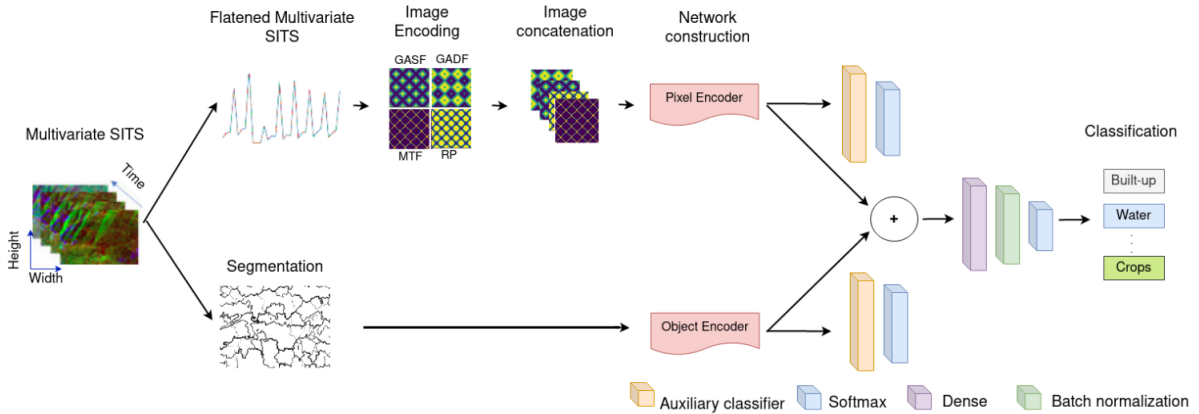 Flatened Multivariate
SITS
Image
Encoding
Image
concatenation
Network
construction
GASF
GADF
MTF
RP
Pixel Encoder
Multivariate SITS
Time
Height
Width
Segmentation
Object Encoder
+
Classification
Built-up
Water
Crops
Auxiliary classifier
Softmax
Dense
Batch normalization